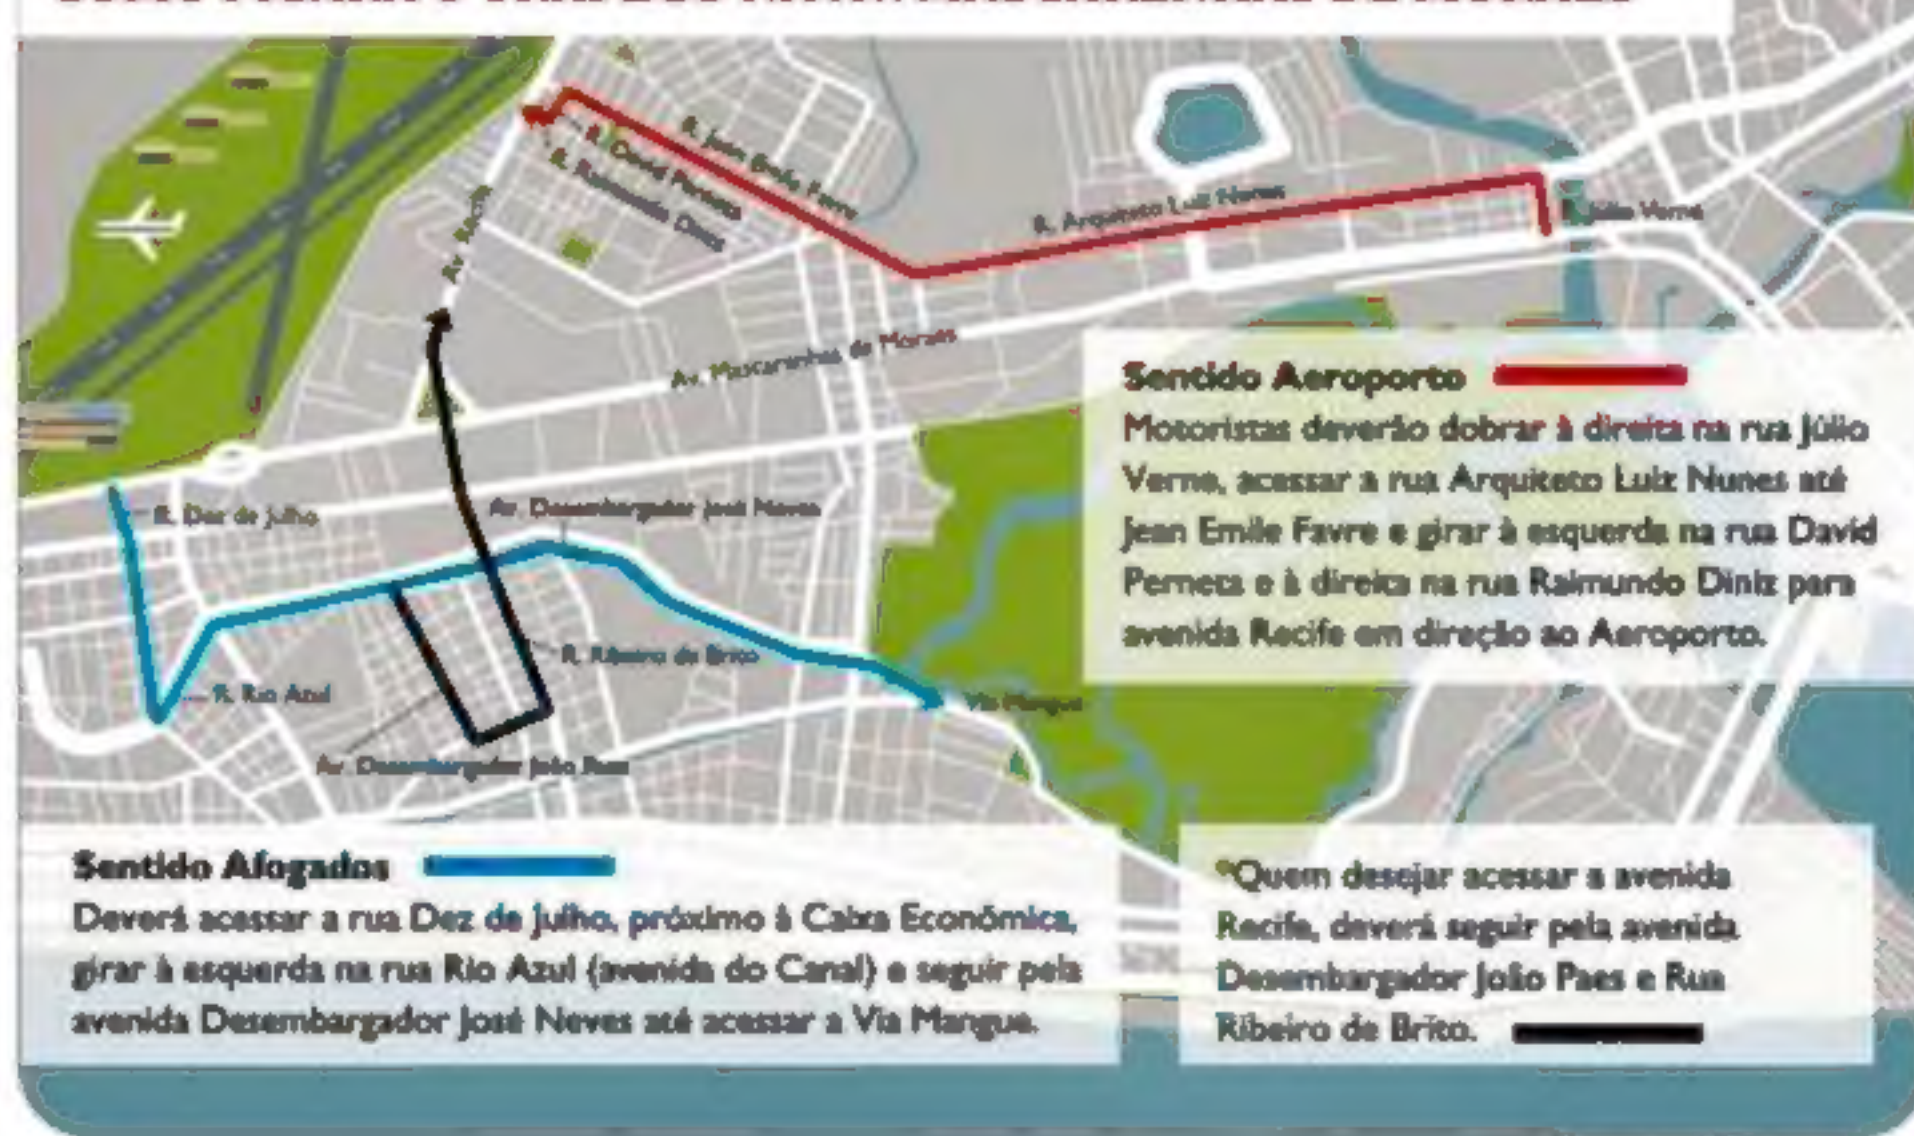 R. Jean Emile Favre
R. David Perneta
R. Raimundo Diniz
Av. Recife
R. Arquiteto Luiz Nunes
R. Júlio Verne
Av. Mascarenhas de Moraes
R. Dez de Julho
Av. Desembargador José Neves
R. Ribeiro de Brito
R. Rio Azul
Via Mangue
Av. Desembargador João Paes
Sentido Aeroporto
Motoristas deverão dobrar à direita na rua Júlio
Verne, acessar a rua Arquiteto Luiz Nunes até
Jean Emile Favre e girar à esquerda na rua David
Perneta e à direita na rua Raimundo Diniz para
avenida Recife em direção ao Aeroporto.
Sentido Afogados
Deverá acessar a rua Dez de Julho, próximo à Caixa Econômica,
girar à esquerda na rua Rio Azul (avenida do Canal) e seguir pela
avenida Desembargador José Neves até acessar a Via Mangue.
*Quem desejar acessar a avenida
Recife, deverá seguir pela avenida
Desembargador João Paes e Rua
Ribeiro de Brito.